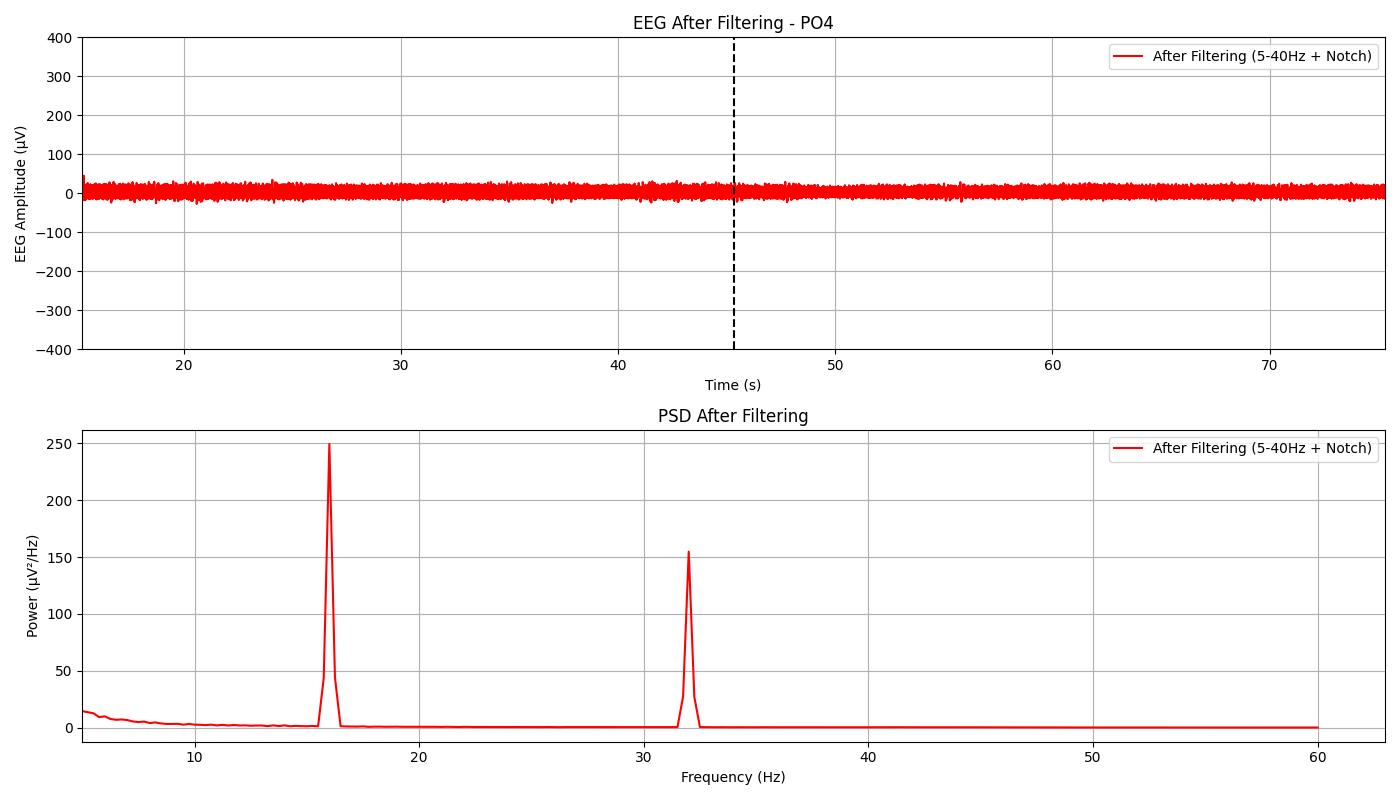 EEG After Filtering - PO4
After Filtering (5-40Hz + Notch)
EEG Amplitude (µV)
400
300
200
100
0
−100
−200
−300
−400
20 30 40 50 60 70
Time (s)
PSD After Filtering
After Filtering (5-40Hz + Notch)
Power (µV²/Hz)
250
200
150
100
50
0
10 20 30 40 50 60
Frequency (Hz)